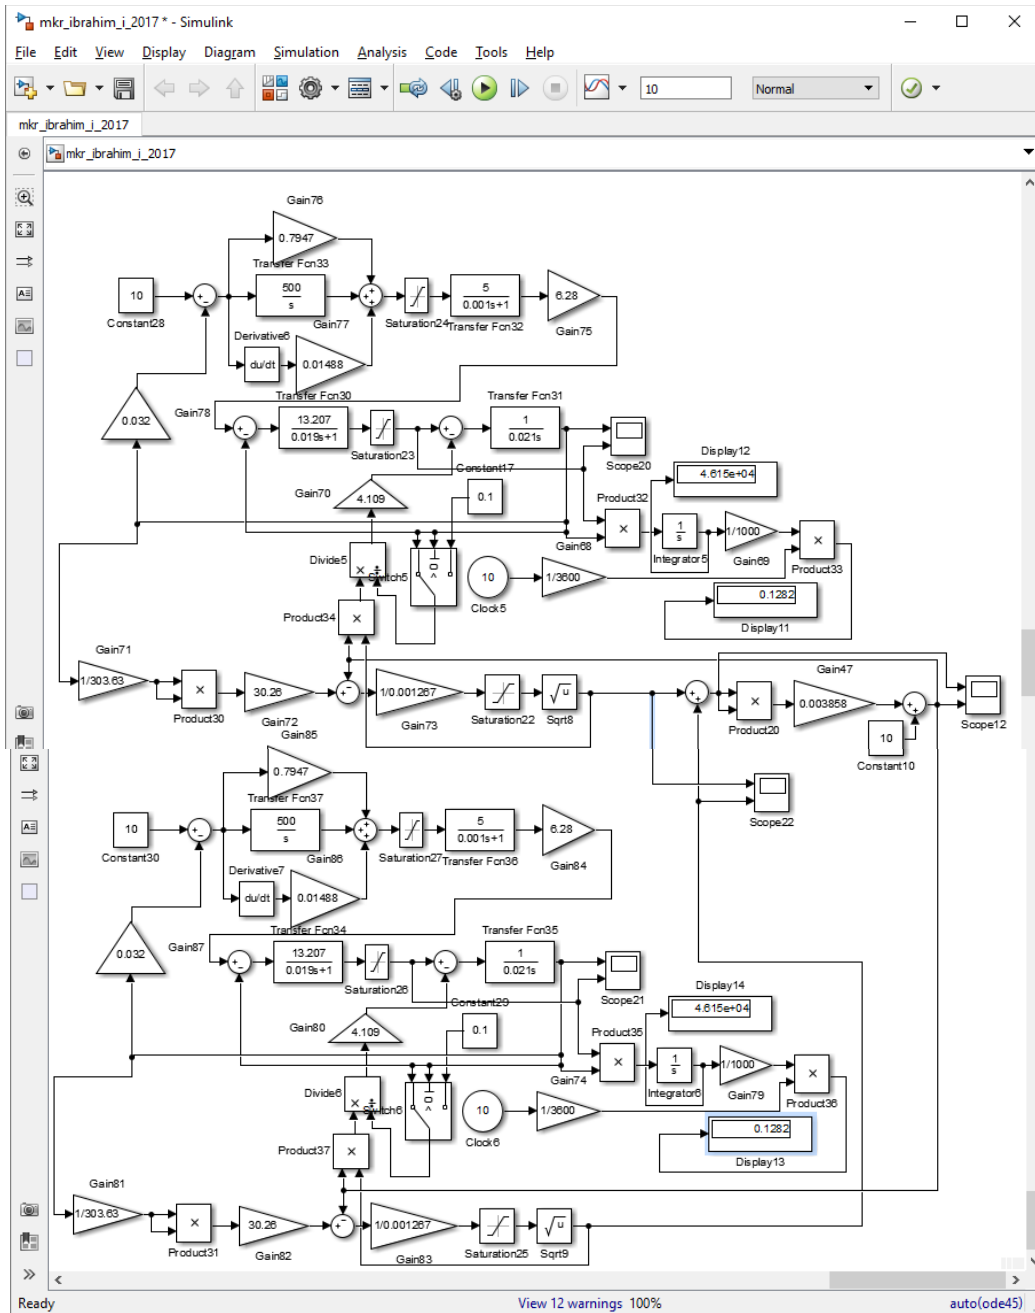 mkr_ibrahim_i_2017 * - Simulink
File Edit View Display Diagram Simulation Analysis Code Tools Help
10 Normal
mkr_ibrahim_i_2017
mkr_ibrahim_i_2017
Gain76
0.7947
Transfer Fcn33
10
500
s
5
0.001s+1
6.28
Constant28
Gain77
Saturation24
Transfer Fcn32
Gain75
Derivative6
du/dt
0.01488
0.032
Gain78
Transfer Fcn30
13.207
0.019s+1
Saturation23
Transfer Fcn31
1
0.021s
Scope20
Display12
4.615e+04
Constant17
0.1
Gain70
4.109
Product32
×
1
s
1/1000
×
Gain68
Integrator5
Gain69
Product33
Divide5
× ÷
Switch5
10
1/3600
Clock5
0.1282
Display11
Product34
×
Gain71
1/303.63
×
30.26
1/0.001267
√u
Product30
Gain72
Gain73
Saturation22
Sqrt8
Gain47
×
0.003858
Product20
Scope12
10
Constant10
Gain85
0.7947
Transfer Fcn37
10
500
s
5
0.001s+1
6.28
Constant30
Gain86
Saturation27
Transfer Fcn36
Gain84
Scope22
Derivative7
du/dt
0.01488
0.032
Gain87
Transfer Fcn34
13.207
0.019s+1
Saturation26
Transfer Fcn35
1
0.021s
Scope21
Display14
4.615e+04
Constant29
0.1
Gain80
4.109
Product35
×
1
s
1/1000
×
Gain74
Integrator6
Gain79
Product36
Divide6
× ÷
Switch6
10
1/3600
Clock6
0.1282
Display13
Product37
×
Gain81
1/303.63
×
30.26
1/0.001267
√u
Product31
Gain82
Gain83
Saturation25
Sqrt9
Ready View 12 warnings 100% auto(ode45)